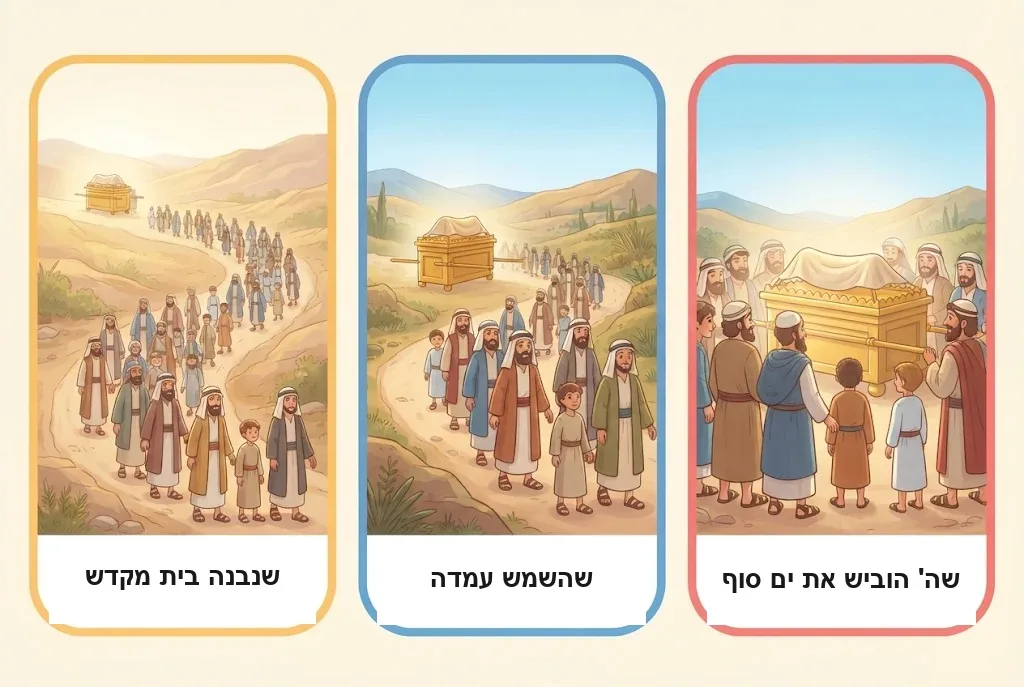 שה' הוביש את ים סוף
שהשמש עמדה
שנבנה בית מקדש